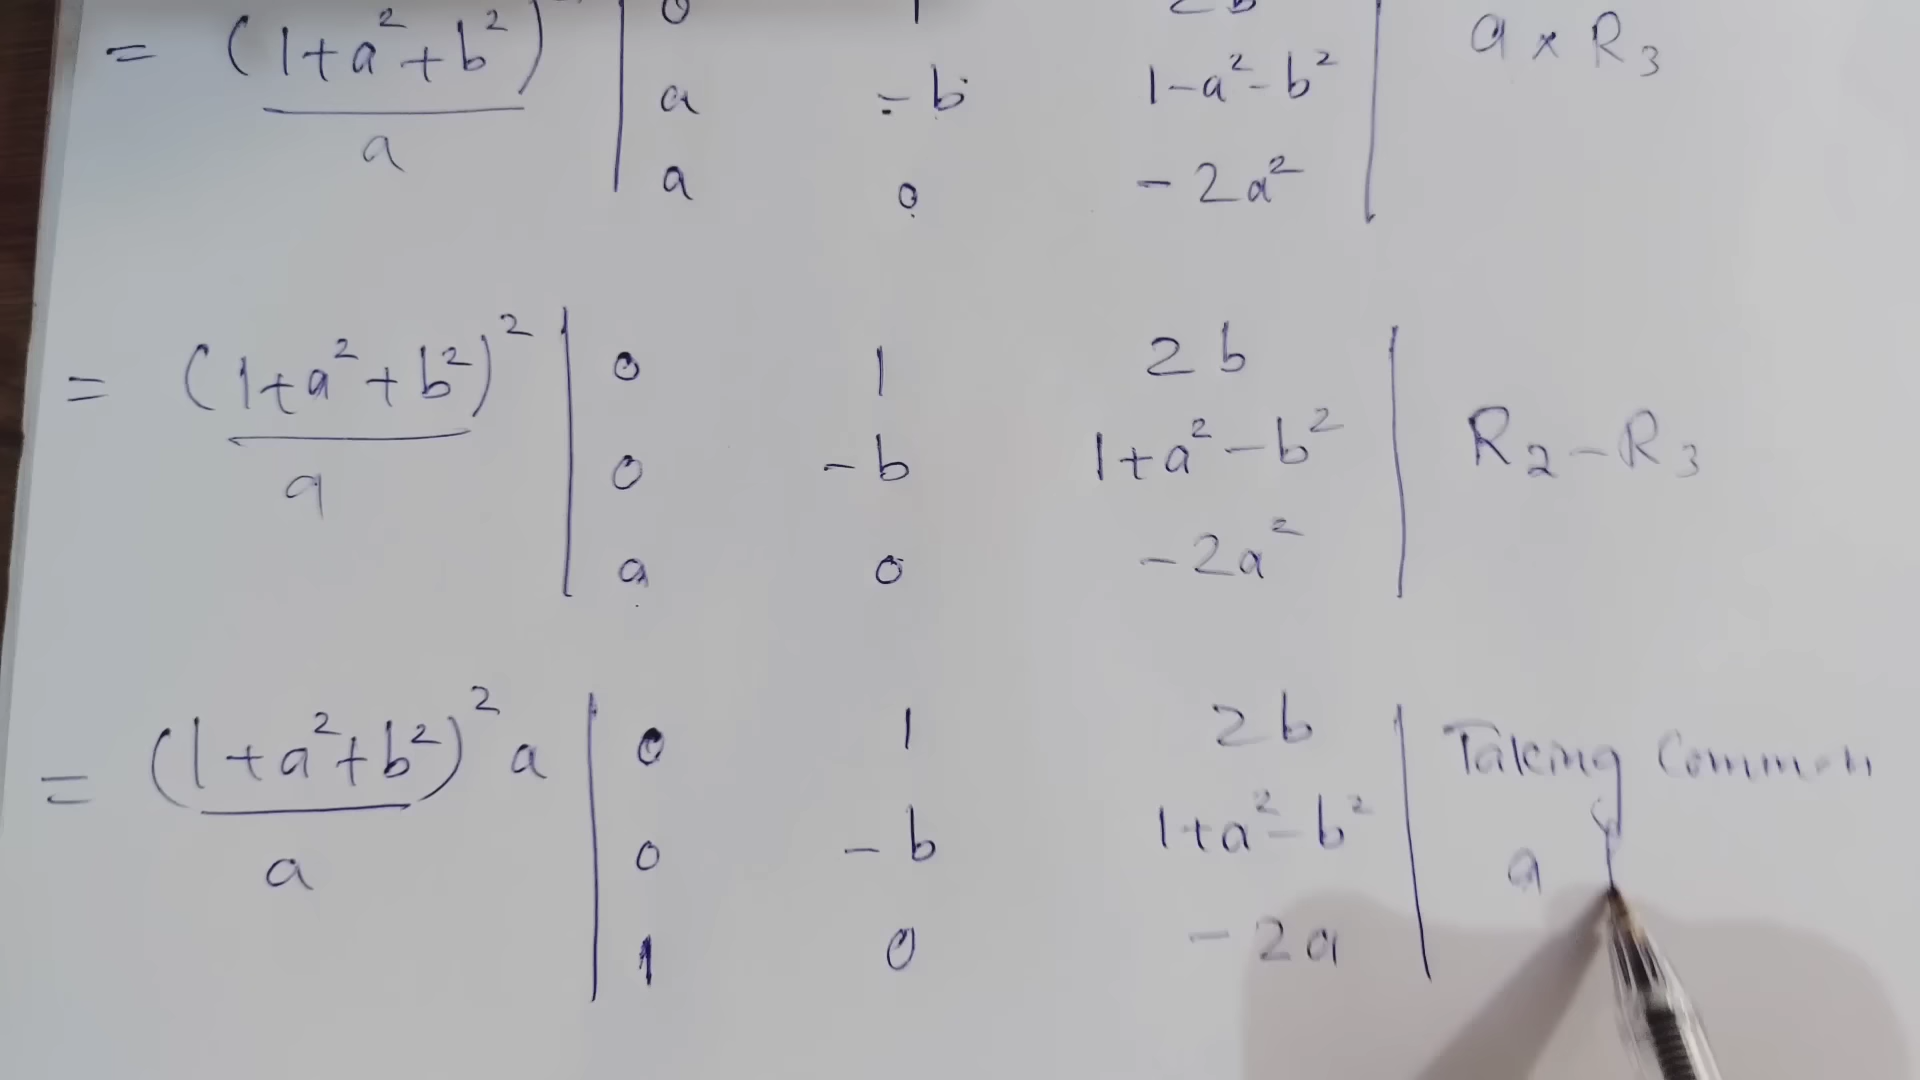 = (1+a²+b²)² | 0 1 2b | a × R₃
a | a -b 1-a²-b² |
| a 0 -2a² |
= (1+a²+b²)² | 0 1 2b |
a | 0 -b 1+a²-b² | R₂-R₃
| a 0 -2a² |
= (1+a²+b²)² a | 0 1 2b | Taking Common
a | 0 -b 1+a²-b² | a
| 1 0 -2a |